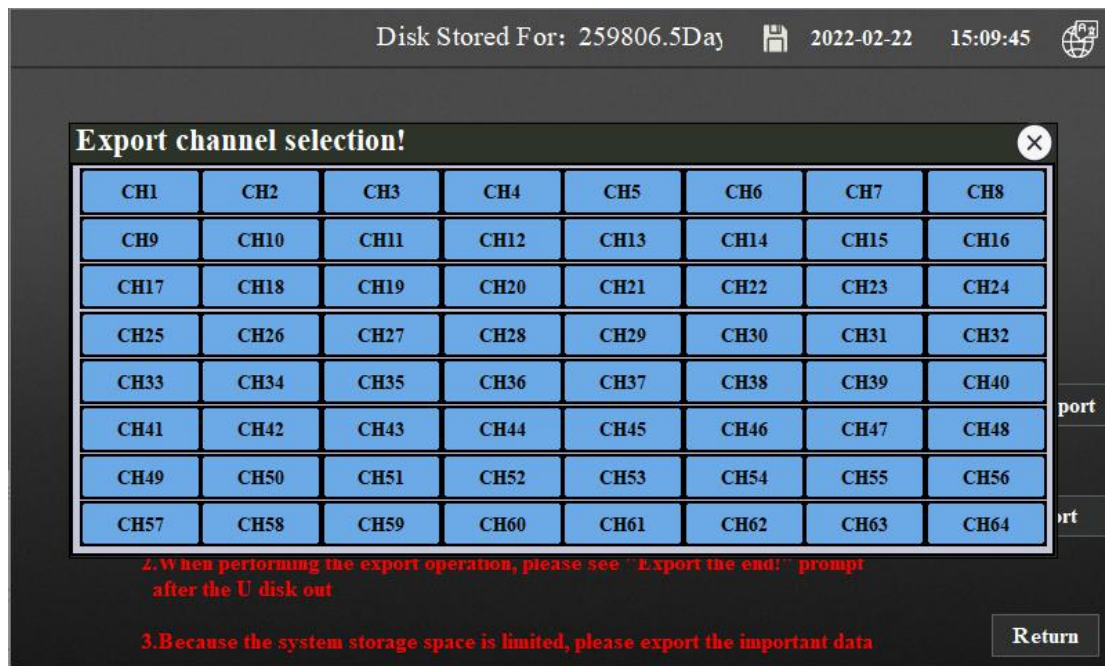 Disk Stored For: 259806.5Day 2022-02-22 15:09:45
Export channel selection!
CH1 CH2 CH3 CH4 CH5 CH6 CH7 CH8
CH9 CH10 CH11 CH12 CH13 CH14 CH15 CH16
CH17 CH18 CH19 CH20 CH21 CH22 CH23 CH24
CH25 CH26 CH27 CH28 CH29 CH30 CH31 CH32
CH33 CH34 CH35 CH36 CH37 CH38 CH39 CH40
port
CH41 CH42 CH43 CH44 CH45 CH46 CH47 CH48
CH49 CH50 CH51 CH52 CH53 CH54 CH55 CH56
CH57 CH58 CH59 CH60 CH61 CH62 CH63 CH64
ort
2.When performing the export operation, please see "Export the end!" prompt
after the U disk out
3.Because the system storage space is limited, please export the important data
Return